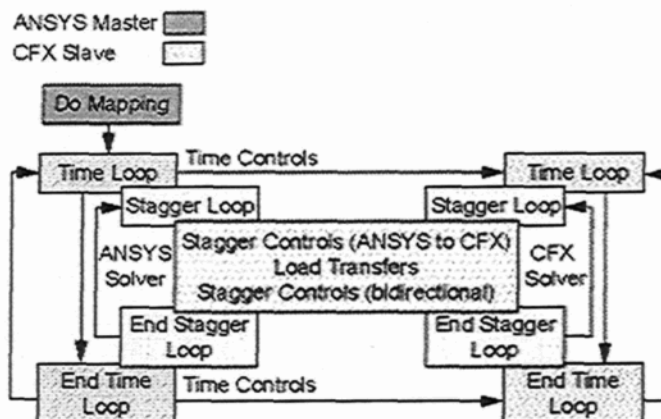 ANSYS Master
CFX Slave
Do Mapping
Time Loop
Time Controls
Time Loop
Stagger Loop
Stagger Loop
ANSYS
Solver
Stagger Controls (ANSYS to CFX)
Load Transfers
Stagger Controls (bidirectional)
CFX
Solver
End Stagger
Loop
End Stagger
Loop
End Time
Loop
Time Controls
End Time
Loop